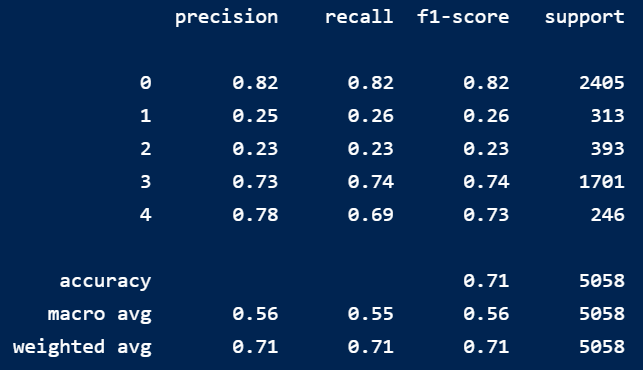 precision recall f1-score support
0 0.82 0.82 0.82 2405
1 0.25 0.26 0.26 313
2 0.23 0.23 0.23 393
3 0.73 0.74 0.74 1701
4 0.78 0.69 0.73 246
accuracy 0.71 5058
macro avg 0.56 0.55 0.56 5058
weighted avg 0.71 0.71 0.71 5058